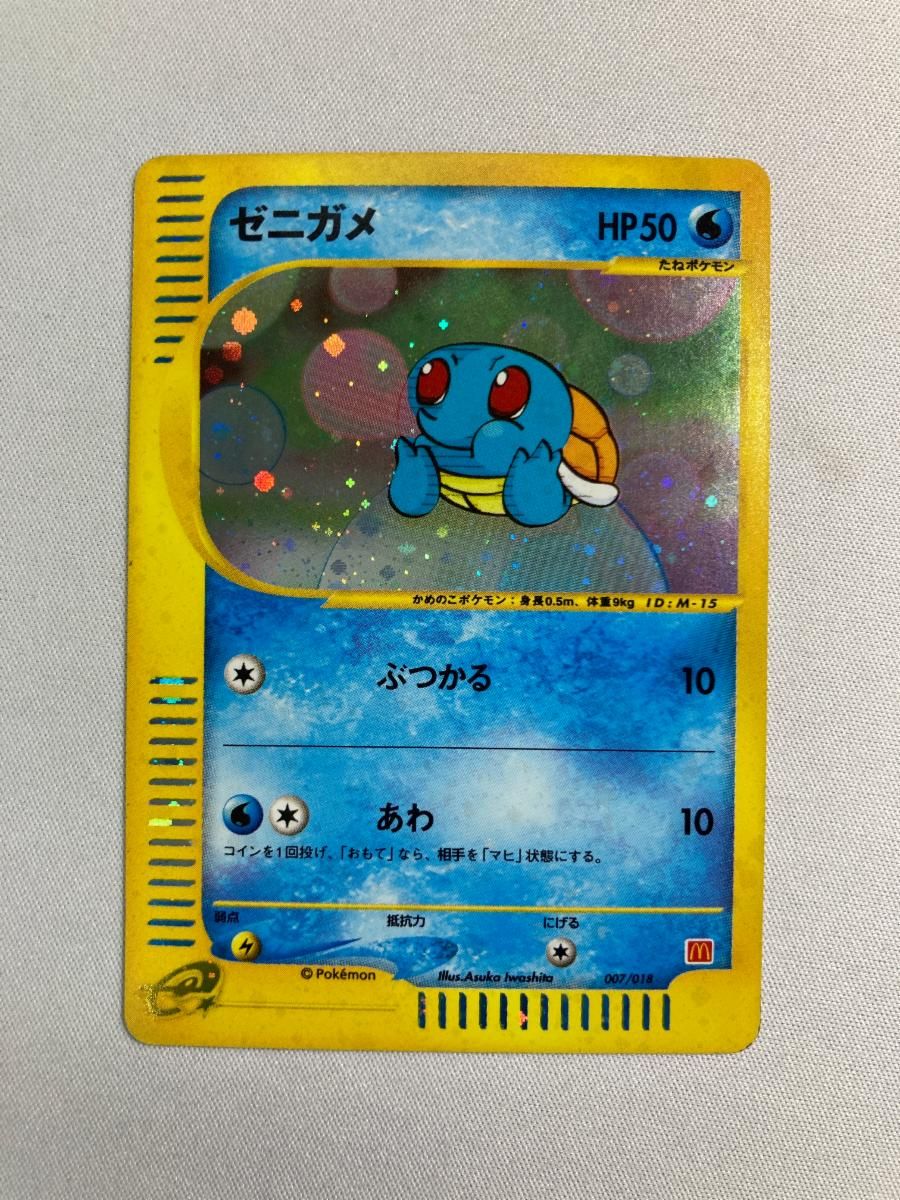 ゼニガメ HP50
たねポケモン
かめのこポケモン：身長0.5m、体重9kg ID:M-15
ぶつかる 10
あわ 10
コインを1回投げ、「おもて」なら、相手を「マヒ」状態にする。
弱点 抵抗力 にげる
©Pokémon Illus.Asuka Iwashita 007/018